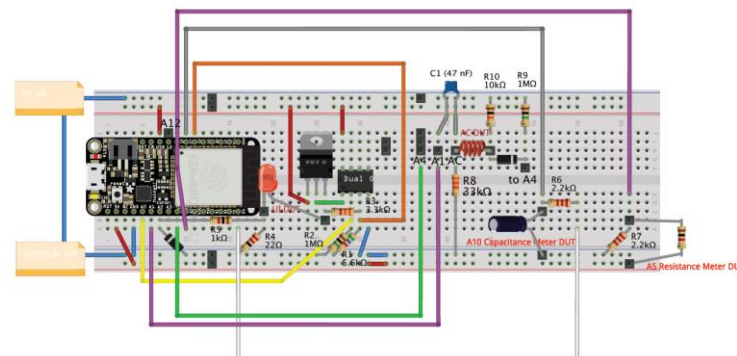 C1 (47 nF)
R10
10kΩ
R9
1MΩ
A12
AC DUT
A4
A1
AC
to A4
Dual O
R8
33kΩ
R6
2.2kΩ
R3
3.3kΩ
1kΩ
R4
22Ω
R2
1MΩ
R1
6.6kΩ
R7
2.2kΩ
A10 Capacitance Meter DUT
A5 Resistance Meter DU